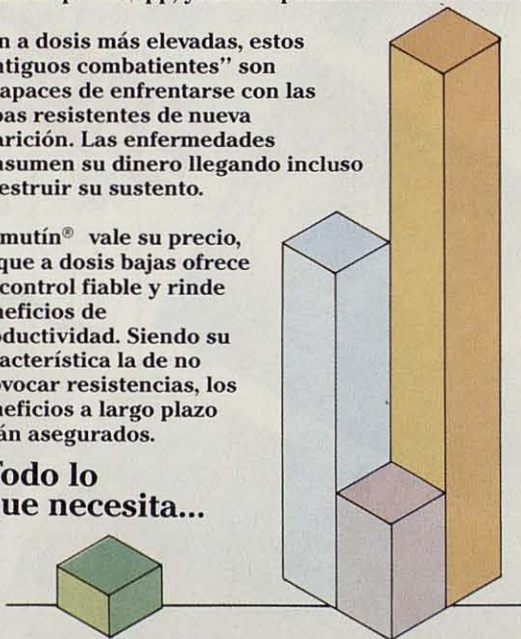 n a dosis más elevadas, estos
ntiguos combatientes” son
apaces de enfrentarse con las
pas resistentes de nueva
arición. Las enfermedades
nsumen su dinero llegando incluso
estruir su sustento.
mutín® vale su precio,
que a dosis bajas ofrece
control fiable y rinde
neficios de
oductividad. Siendo su
racterística la de no
ovocar resistencias, los
neficios a largo plazo
án asegurados.
Todo lo
que necesita...